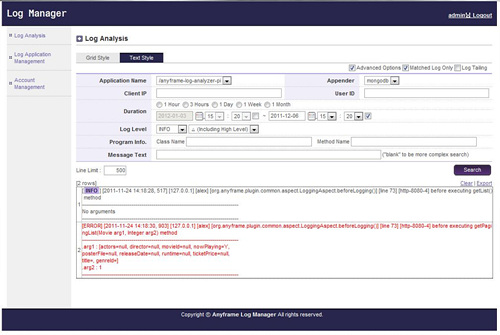 Log Manager
admin님 Logout
Log Analysis
Log Application
Management
Account
Management
Log Analysis
Grid Style
Text Style
Advanced Options Matched Log Only Log Tailing
Application Name /anyframe-log-analyzer-pi Appender mongodb
Client IP User ID
Duration 1 Hour 3 Hours 1 Day 1 Week 1 Month
2012-01-03 15 : 20 ~ 2011-12-06 15 : 20
Log Level INFO (Including High Level)
Program Info. Class Name Method Name
Message Text ("blank" to be more complex search)
Line Limit : 500 Search
[2 rows] Clear | Export
1
[ INFO ] [2011-11-24 14:18:28, 517] [127.0.0.1] [alex] [org.anyframe.plugin.common.aspect.LoggingAspect.beforeLogging()] [line 73] [http-8080-4] before executing getList()
method
No arguments
2
[ERROR] [2011-11-24 14:18:30, 803] [127.0.0.1] [alex] [org.anyframe.plugin.common.aspect.LoggingAspect.beforeLogging()] [line 73] [http-8080-4] before executing getPagi
ngList(Movie arg1, Integer arg2) method
.arg1 : [actors=null, director=null, movieId=null, nowPlaying='Y',
posterFile=null, releaseDate=null, runtime=null, ticketPrice=null,
title=, genreId=]
.arg2 : 1
Copyright ⓒ Anyframe Log Manager All rights reserved.